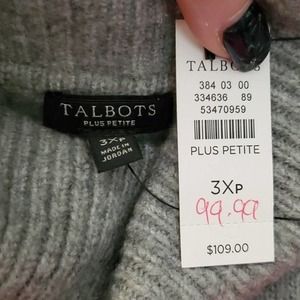 TALBOTS
PLUS PETITE
3XP
MADE IN
JORDAN
TALBOTS
384 03 00
334636 89
53470959
PLUS PETITE
3XP
99.99
$109.00